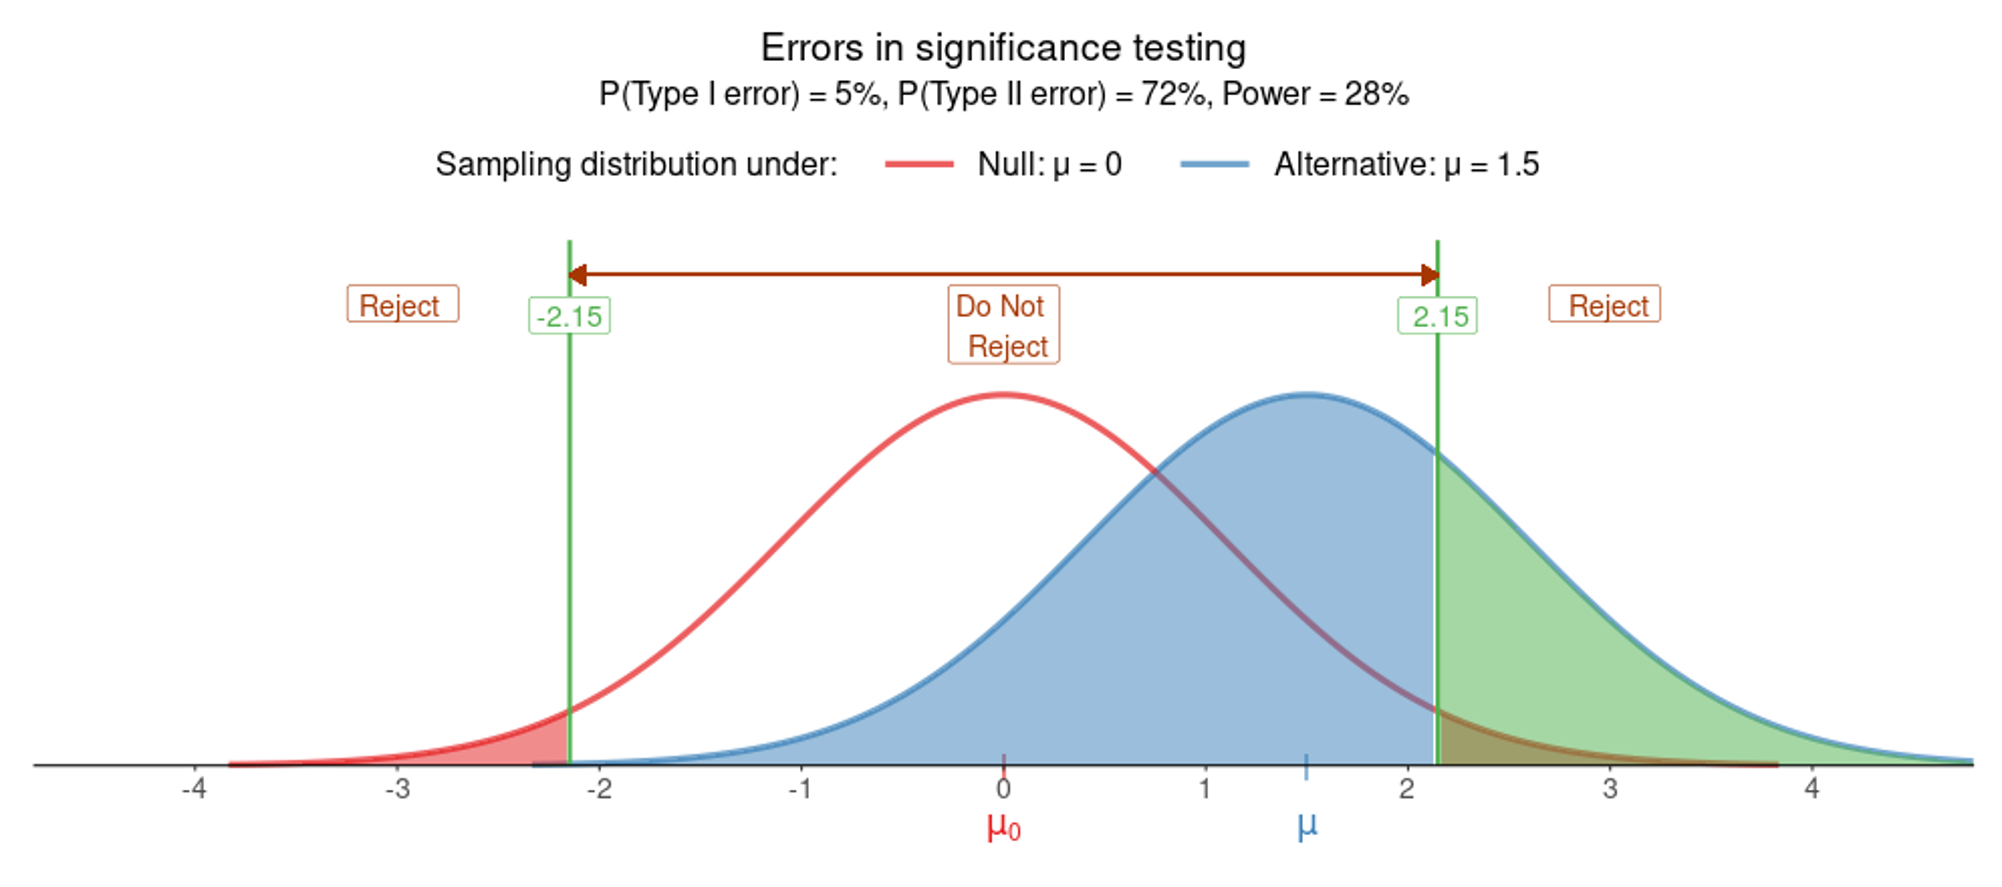 Errors in significance testing
P(Type I error) = 5%, P(Type II error) = 72%, Power = 28%
Sampling distribution under: Null: μ = 0 Alternative: μ = 1.5
Reject
-2.15
Do Not
Reject
2.15
Reject
-4 -3 -2 -1 0 1 2 3 4
μ₀ μ